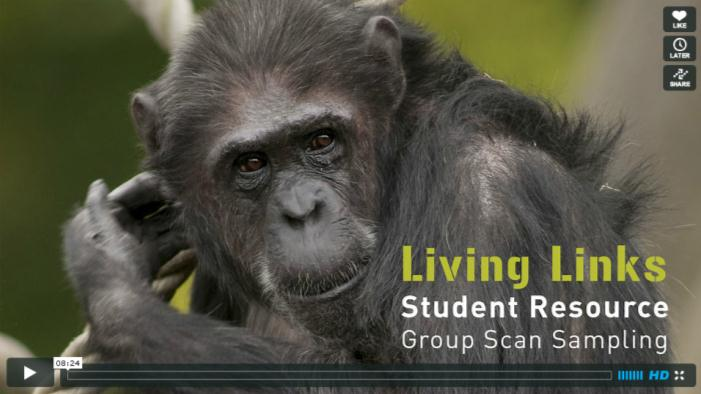 LIKE
LATER
SHARE
Living Links
Student Resource
Group Scan Sampling
08:24
HD